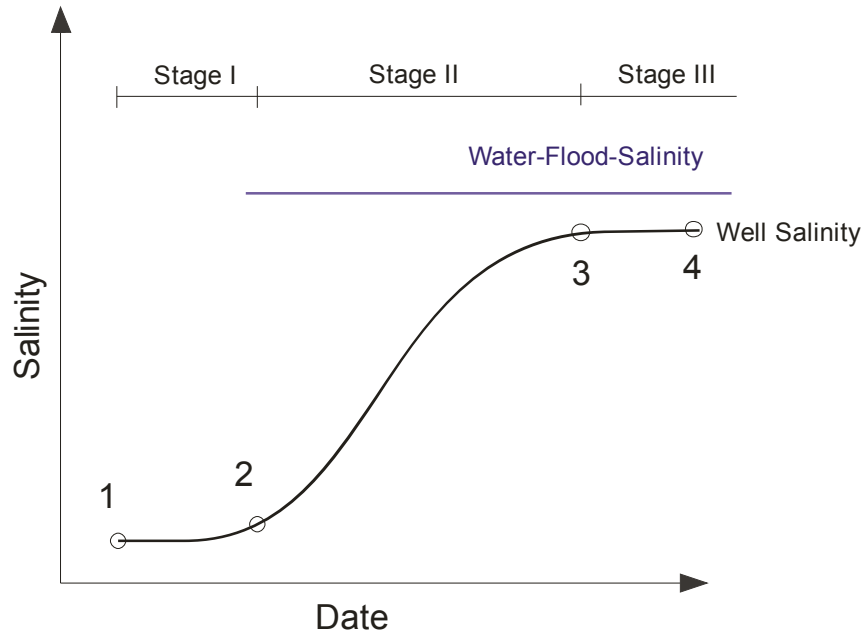 Stage I
Stage II
Stage III
Water-Flood-Salinity
Well Salinity
3
4
Salinity
2
1
Date